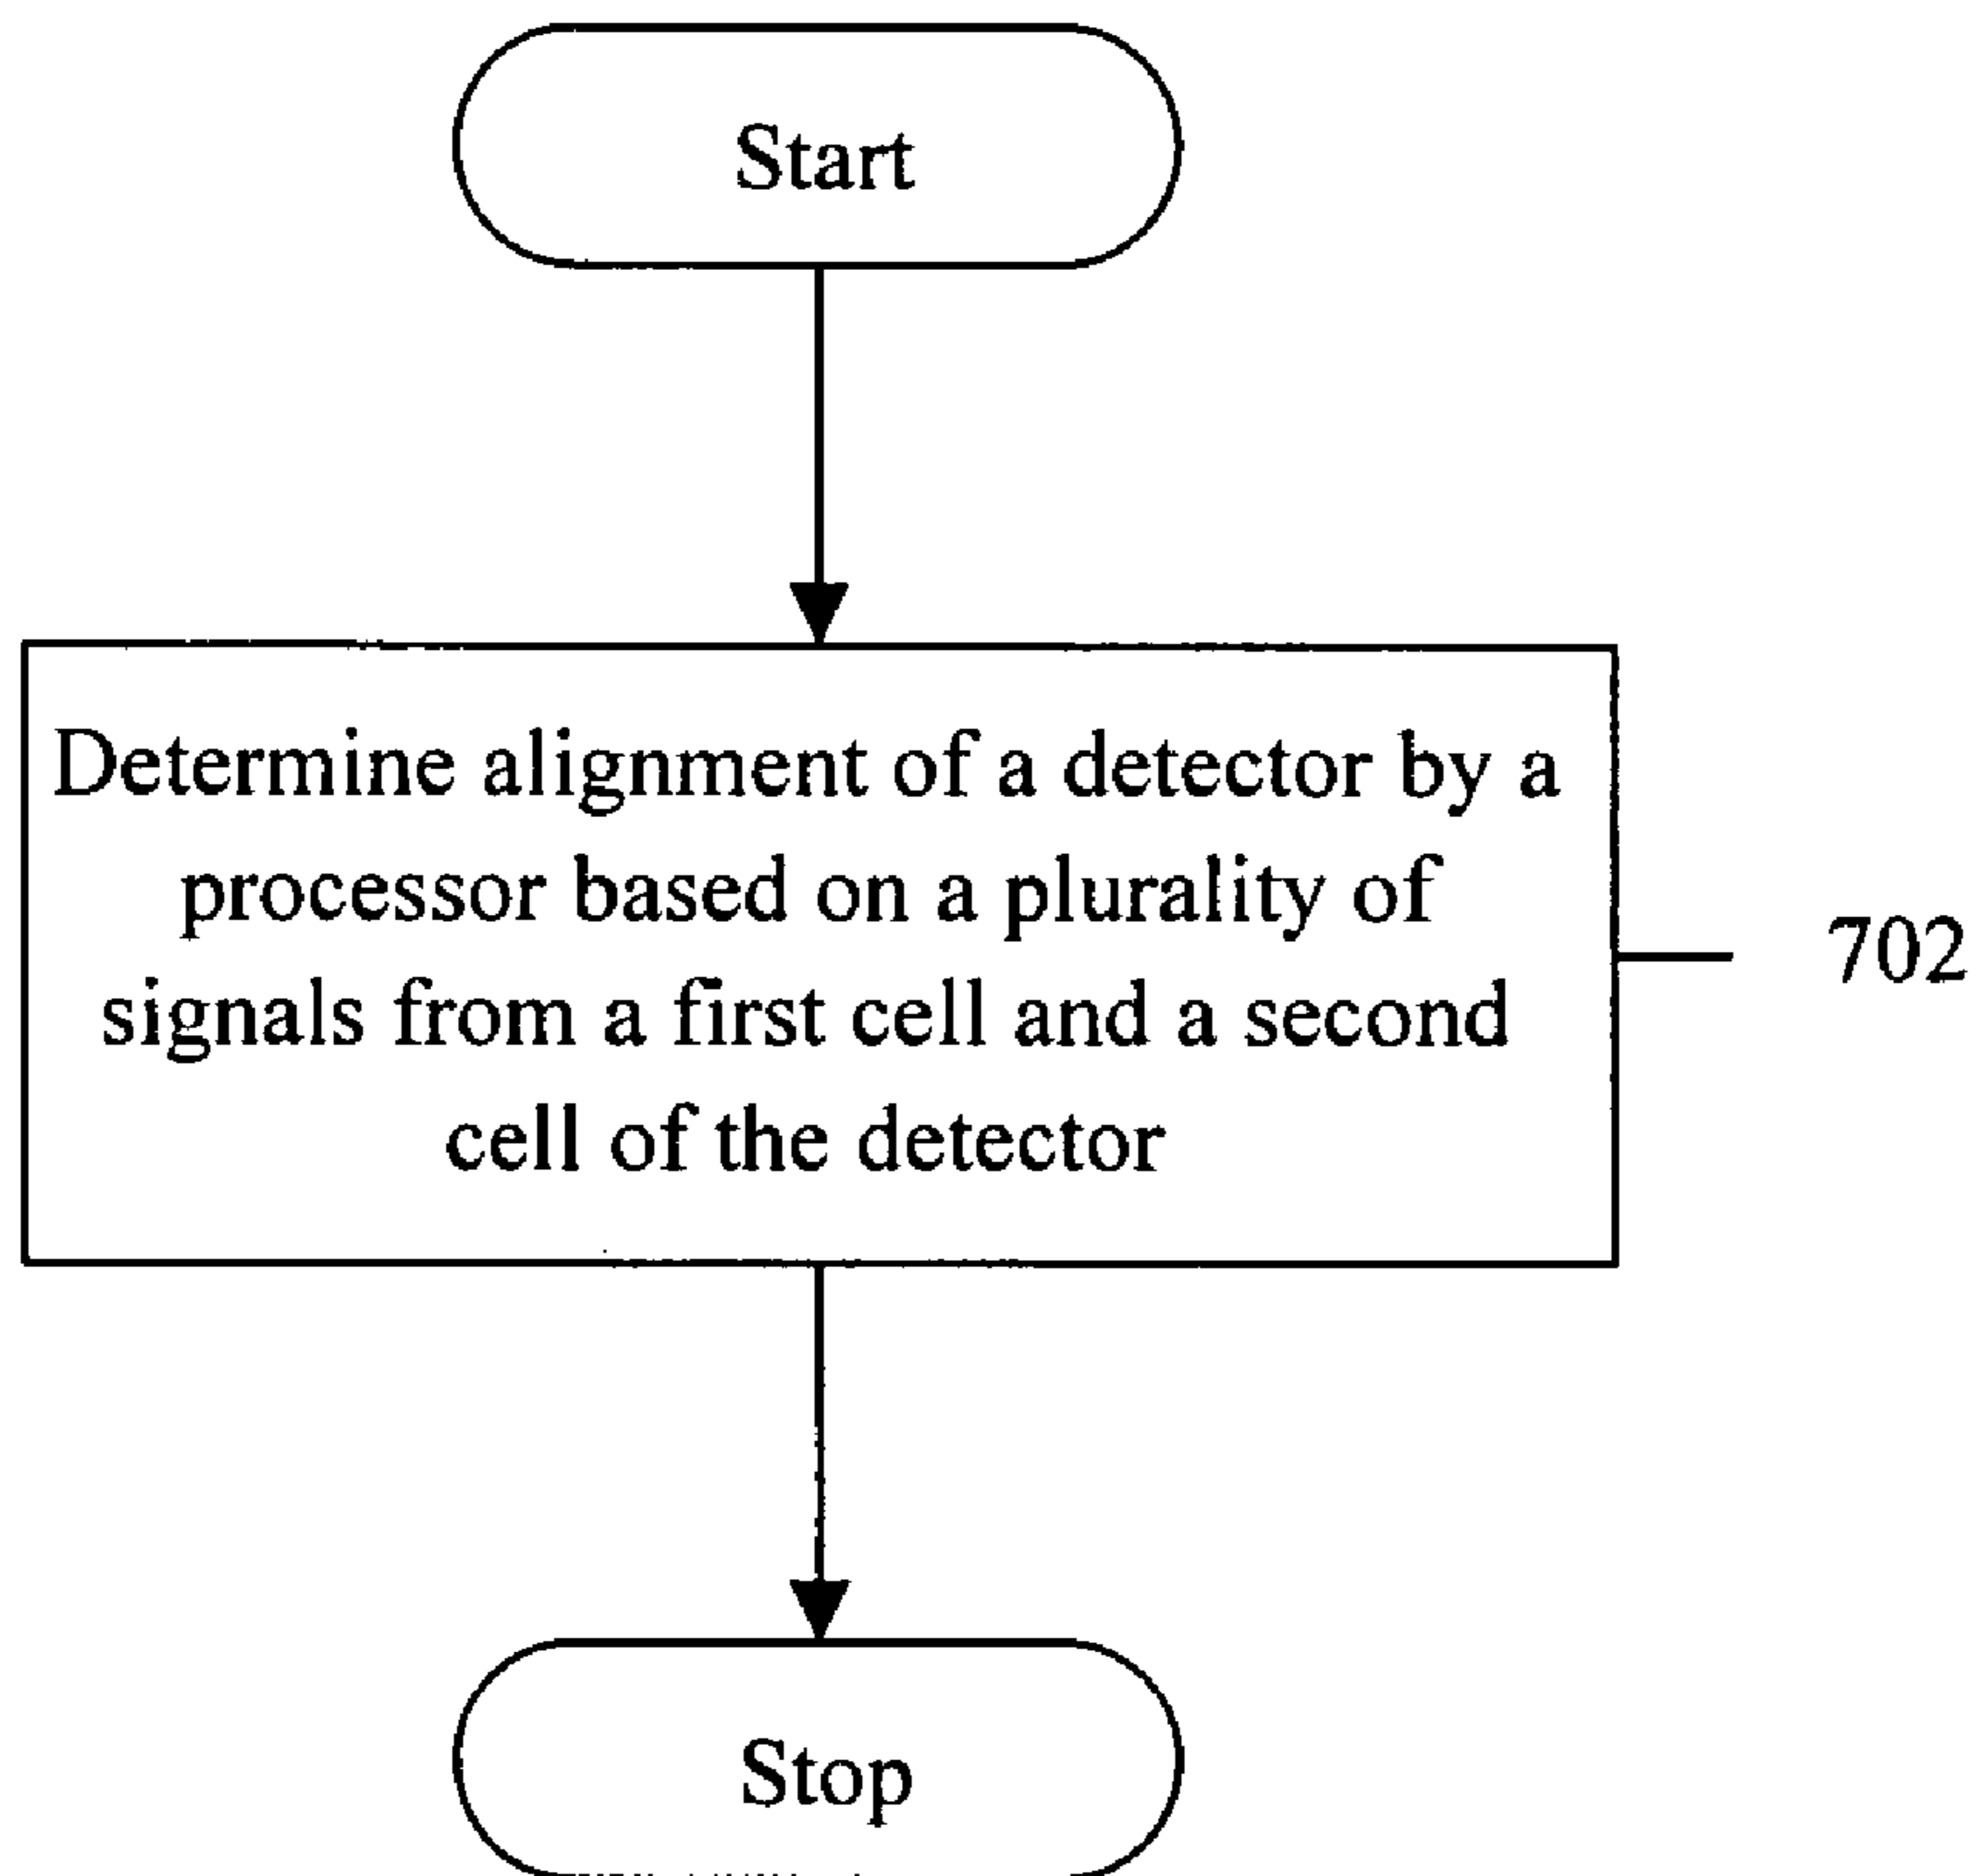 Start
Determine alignment of a detector by a
processor based on a plurality of
signals from a first cell and a second
cell of the detector
702
Stop